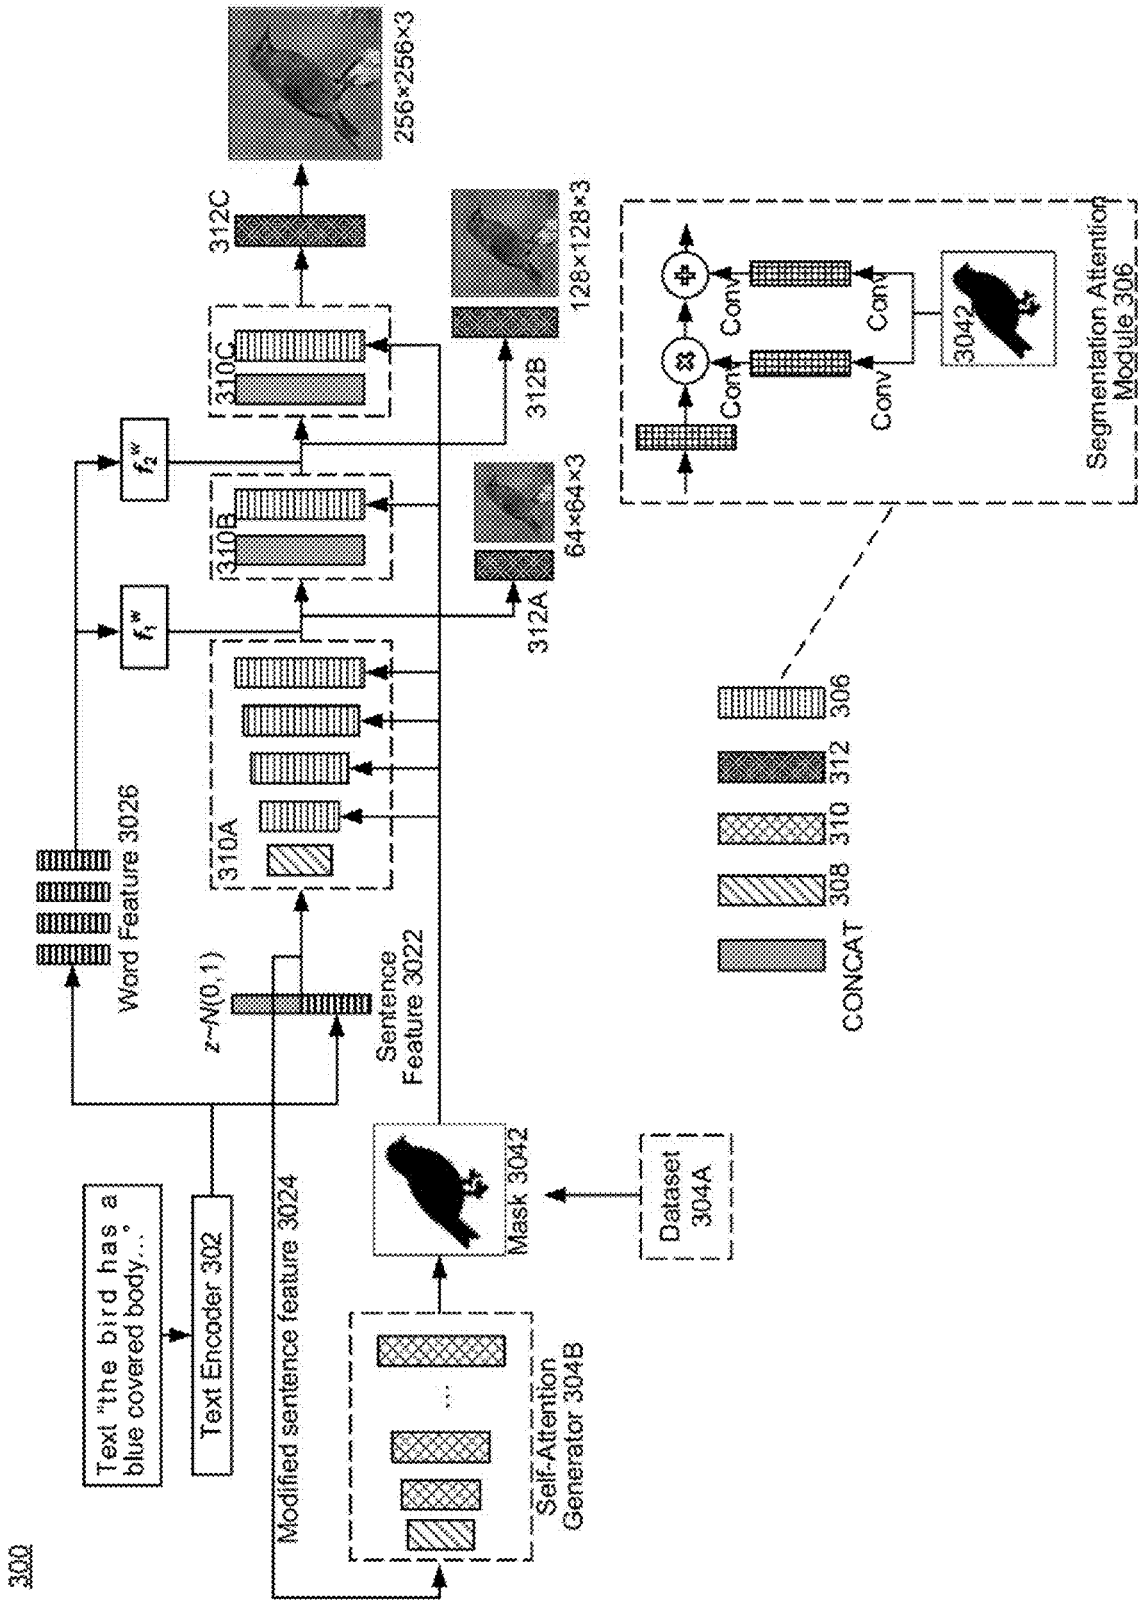 300
Text "the bird has a
blue covered body..."
Text Encoder 302
Modified sentence feature 3024
Self-Attention
Generator 304B
...
Mask 3042
Dataset
304A
Word Feature 3026
z~N(0,1)
Sentence
Feature 3022
310A
f₁ʷ
310B
f₂ʷ
310C
312C
256×256×3
312A
64×64×3
312B
128×128×3
CONCAT
308
310
312
306
Conv
Conv
Conv
Conv
3042
Segmentation Attention
Module 306